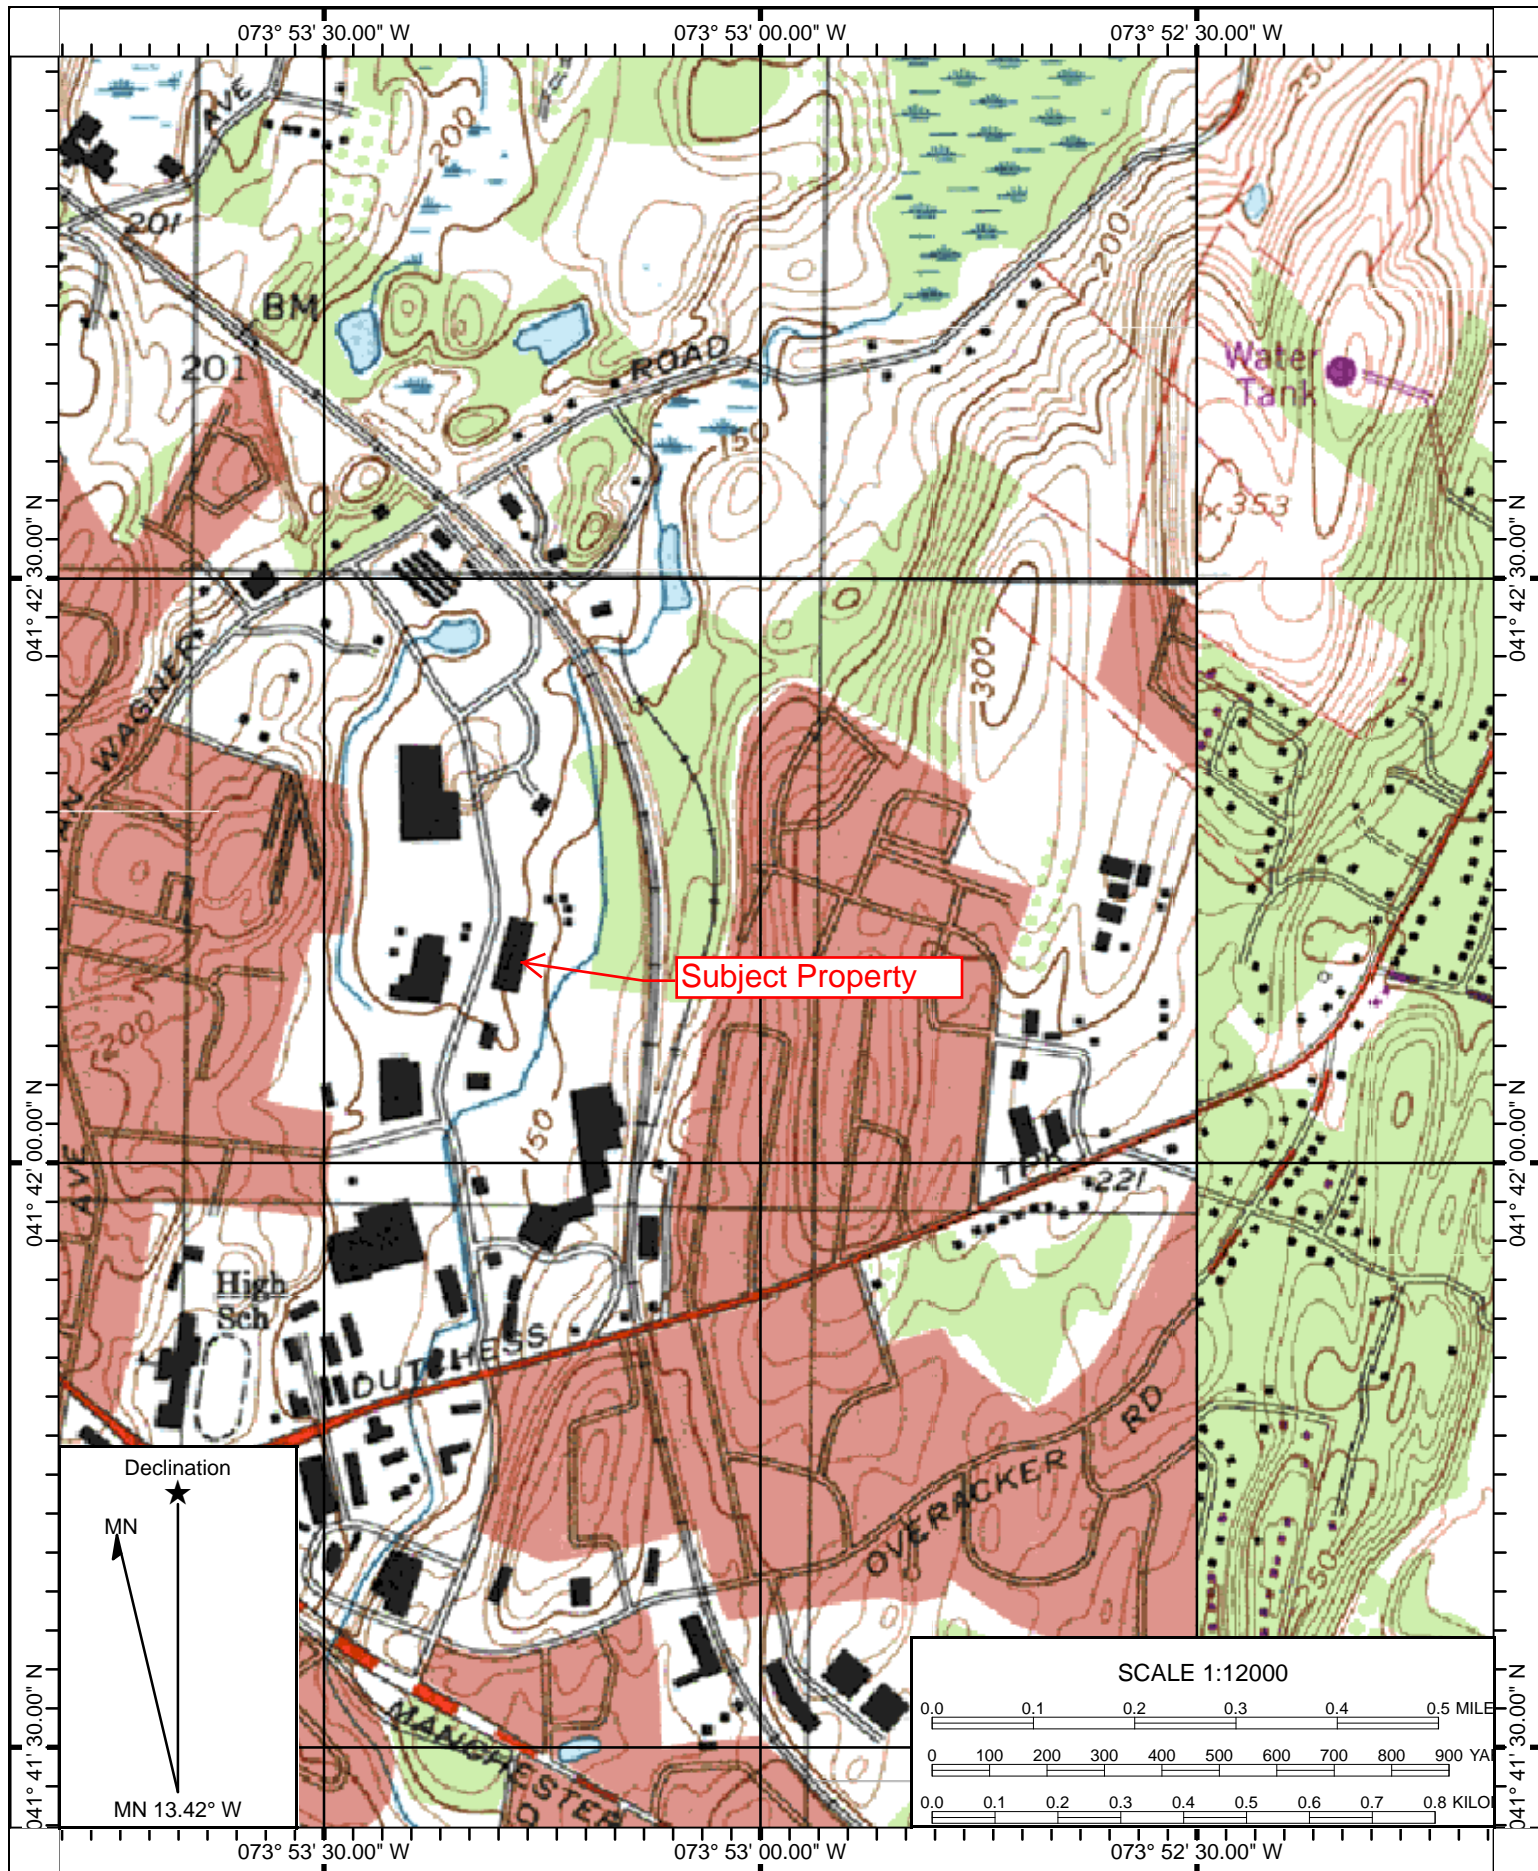 073° 53' 30.00" W
073° 53' 00.00" W
073° 52' 30.00" W
AVE
200
250
201
BM
201
200
ROAD
Water
Tank
150
353
041° 42' 30.00" N
041° 42' 30.00" N
WAGNER
300
Subject Property
200
150
041° 42' 00.00" N
041° 42' 00.00" N
AVE
TPK
221
High
Sch
DUTCHESS
OVERACKER RD
Declination
MN
MN 13.42° W
250
MANCHESTER
SCALE 1:12000
0.0 0.1 0.2 0.3 0.4 0.5 MILE
0 100 200 300 400 500 600 700 800 900 YA
0.0 0.1 0.2 0.3 0.4 0.5 0.6 0.7 0.8 KILO
041° 41' 30.00" N
041° 41' 30.00" N
073° 53' 30.00" W
073° 53' 00.00" W
073° 52' 30.00" W